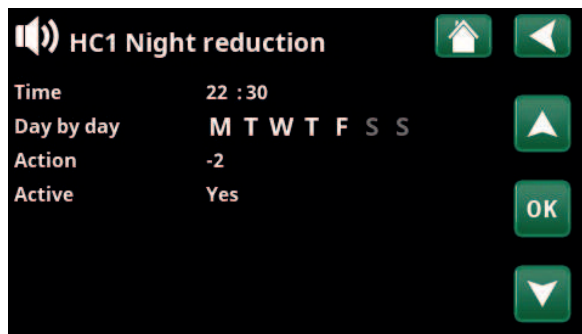 HC1 Night reduction
Time 22 :30
Day by day M T W T F S S
Action -2
Active Yes
OK